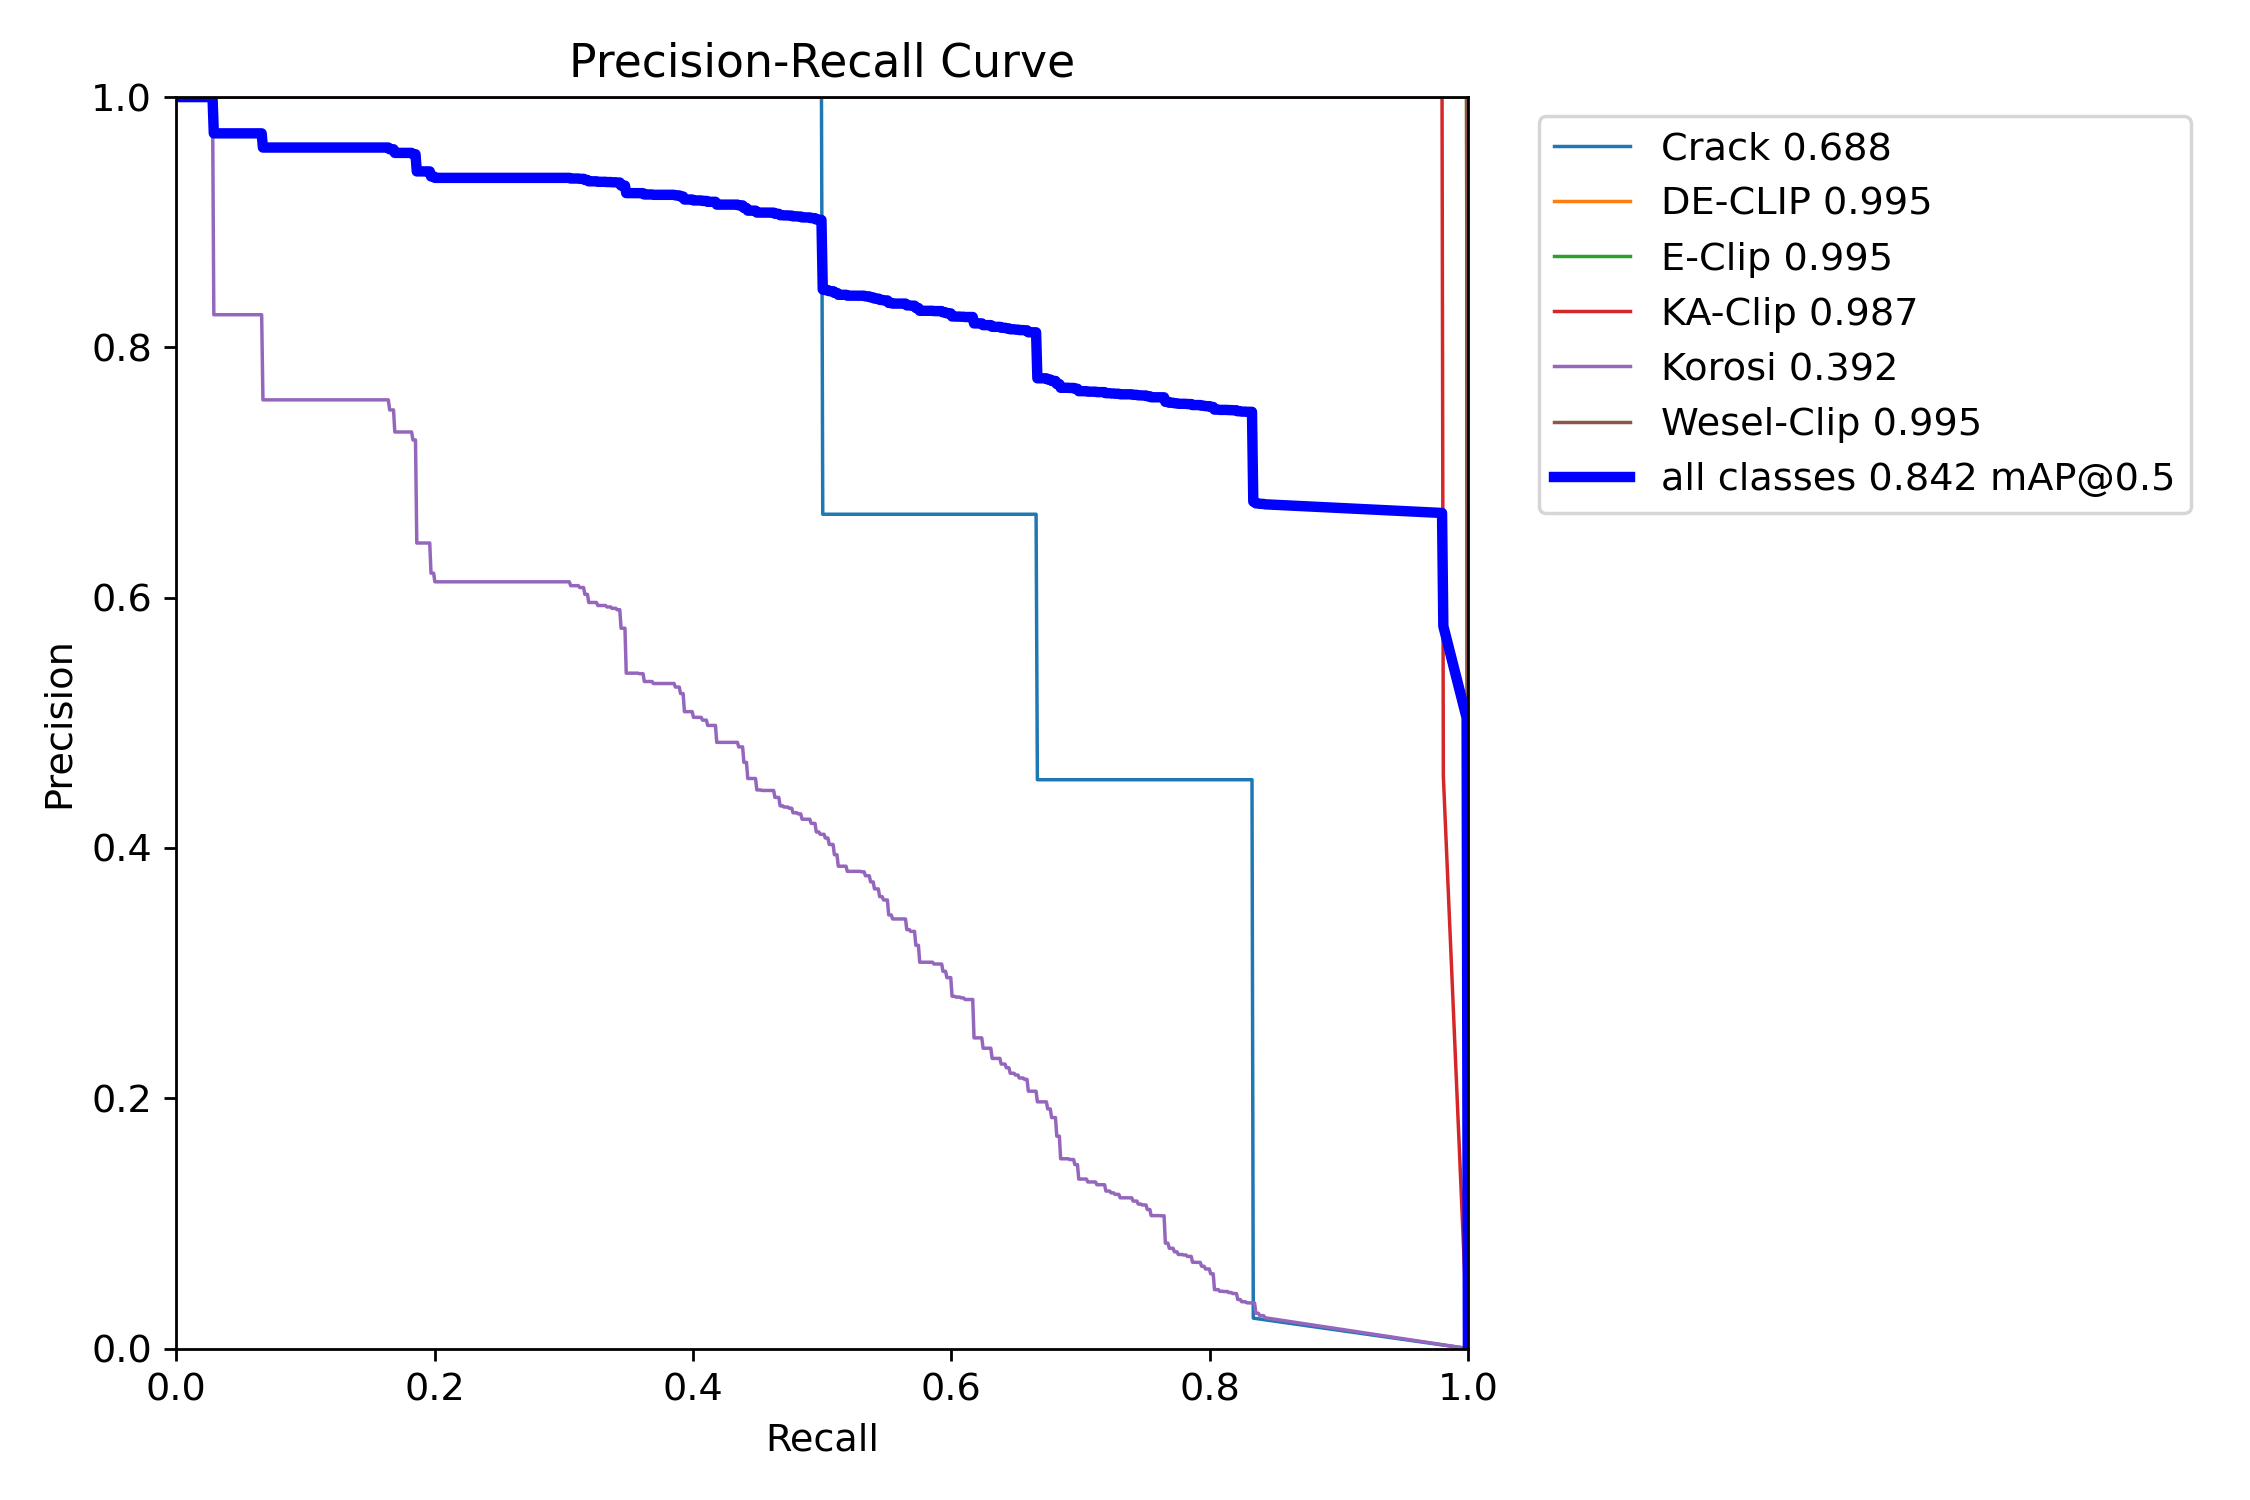 Precision-Recall Curve
1.0
0.8
0.6
0.4
0.2
0.0
Precision
0.0 0.2 0.4 0.6 0.8 1.0
Recall
Crack 0.688
DE-CLIP 0.995
E-Clip 0.995
KA-Clip 0.987
Korosi 0.392
Wesel-Clip 0.995
all classes 0.842 mAP@0.5